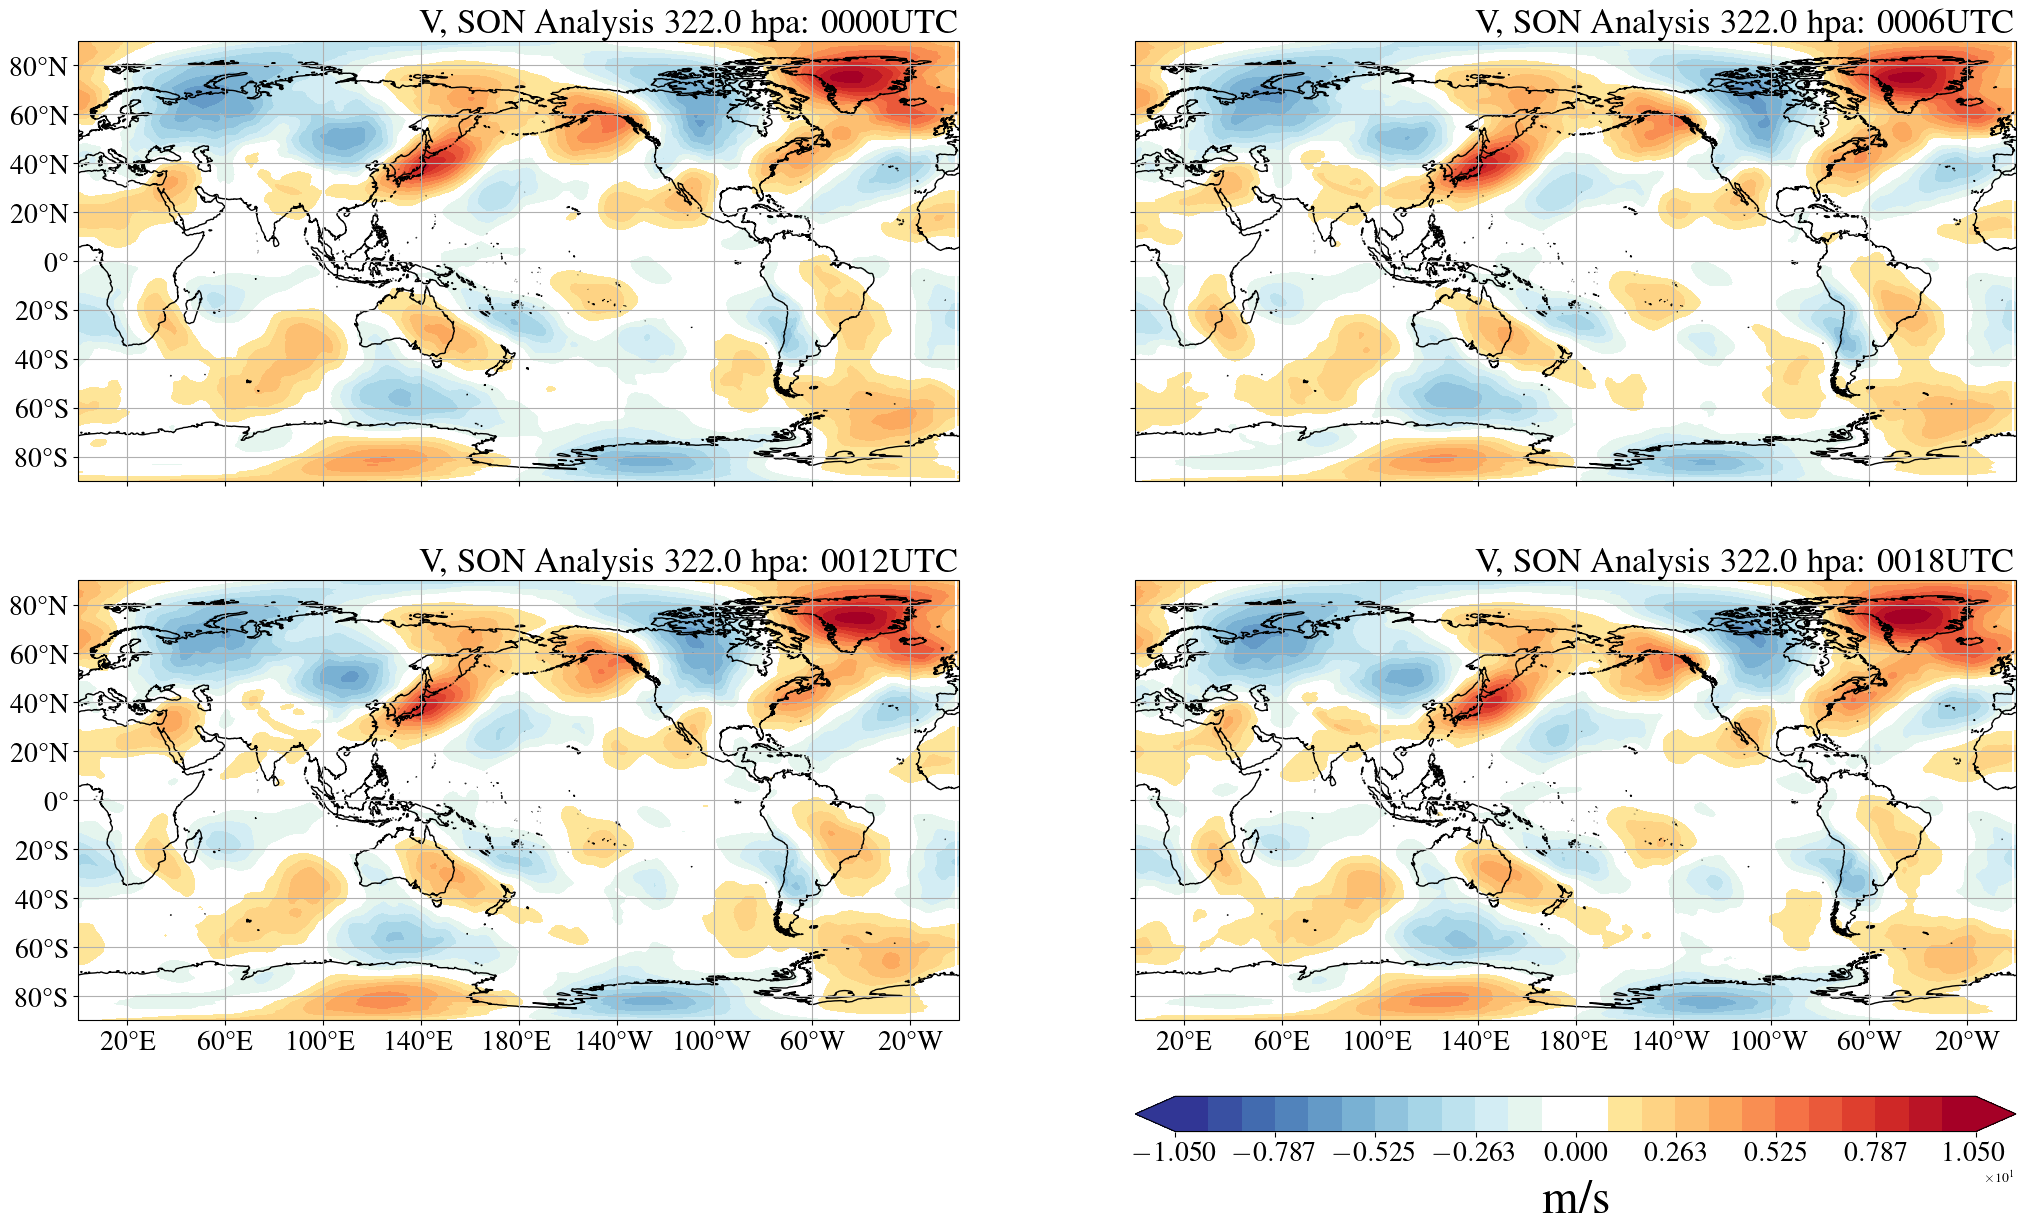 V, SON Analysis 322.0 hpa: 0000UTC
V, SON Analysis 322.0 hpa: 0006UTC
80°N
60°N
40°N
20°N
0°
20°S
40°S
60°S
80°S
V, SON Analysis 322.0 hpa: 0012UTC
V, SON Analysis 322.0 hpa: 0018UTC
80°N
60°N
40°N
20°N
0°
20°S
40°S
60°S
80°S
20°E 60°E 100°E 140°E 180°E 140°W 100°W 60°W 20°W
20°E 60°E 100°E 140°E 180°E 140°W 100°W 60°W 20°W
−1.050 −0.787 −0.525 −0.263 0.000 0.263 0.525 0.787 1.050
×10¹
m/s